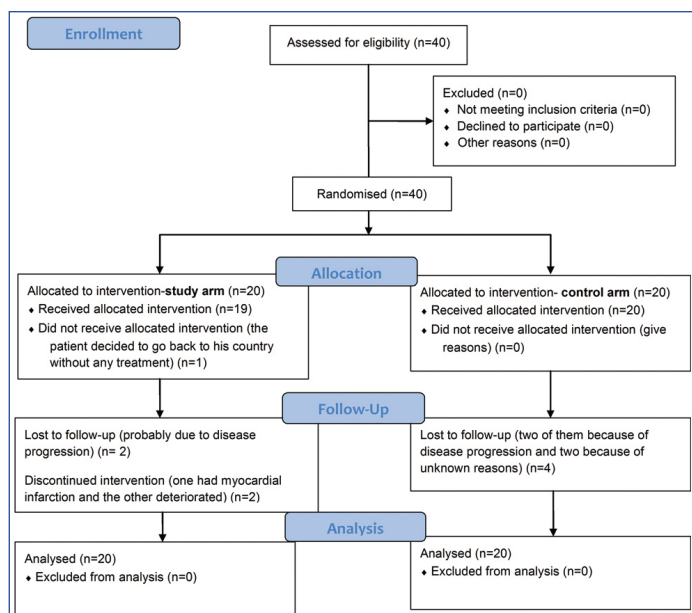 Enrollment
Assessed for eligibility (n=40)
Excluded (n=0)
♦ Not meeting inclusion criteria (n=0)
♦ Declined to participate (n=0)
♦ Other reasons (n=0)
Randomised (n=40)
Allocation
Allocated to intervention-study arm (n=20)
♦ Received allocated intervention (n=19)
♦ Did not receive allocated intervention (the
patient decided to go back to his country
without any treatment) (n=1)
Allocated to intervention- control arm (n=20)
♦ Received allocated intervention (n=20)
♦ Did not receive allocated intervention (give
reasons) (n=0)
Follow-Up
Lost to follow-up (probably due to disease
progression) (n= 2)
Discontinued intervention (one had myocardial
infarction and the other deteriorated) (n=2)
Lost to follow-up (two of them because of
disease progression and two because of
unknown reasons) (n=4)
Analysis
Analysed (n=20)
♦ Excluded from analysis (n=0)
Analysed (n=20)
♦ Excluded from analysis (n=0)